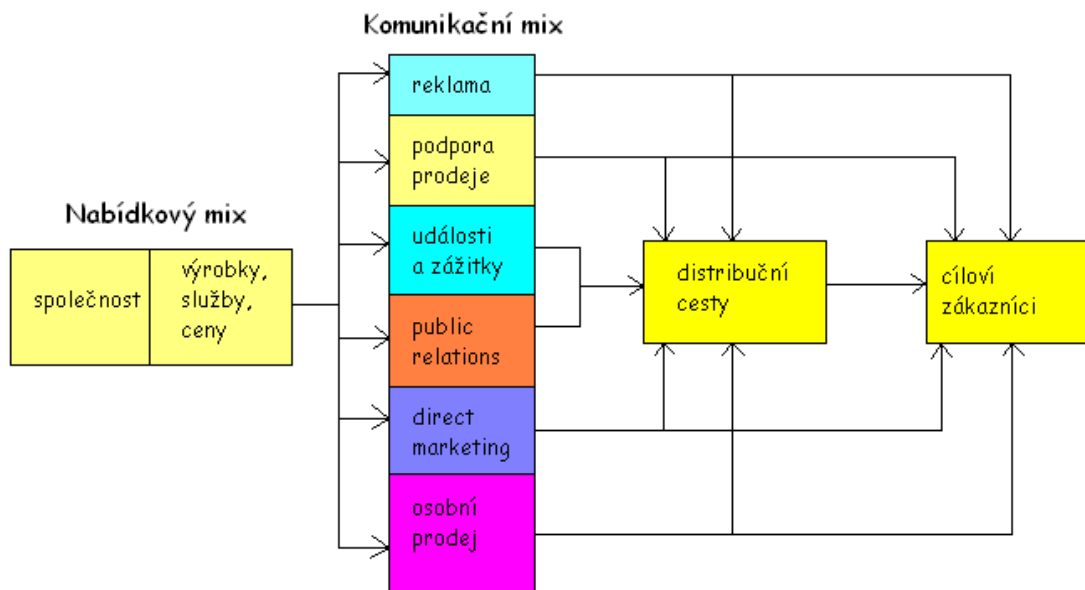 Komunikační mix
reklama
podpora
prodeje
Nabídkový mix
společnost
výrobky,
služby,
ceny
události
a zážitky
public
relations
direct
marketing
osobní
prodej
distribuční
cesty
cíloví
zákazníci